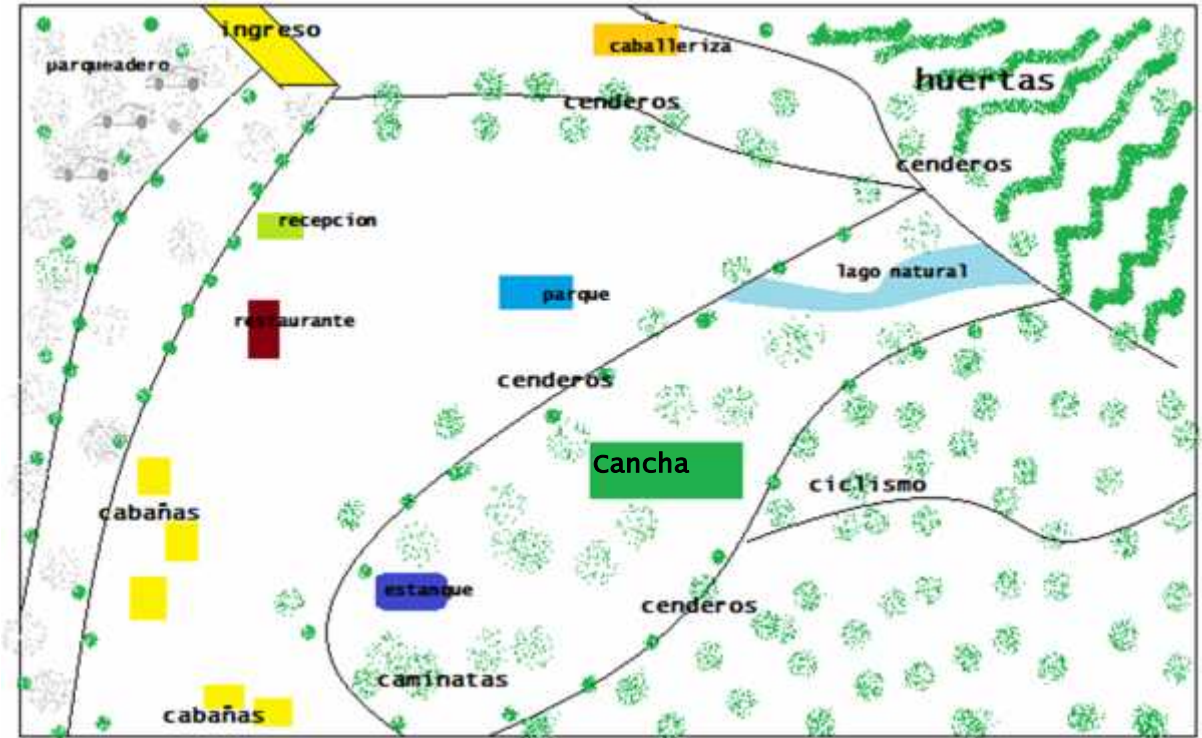 ingreso
caballeriza
parqueadero
huertas
cenderos
cenderos
recepcion
lago natural
parque
restaurante
cenderos
Cancha
ciclismo
cabañas
estanque
cenderos
caminatas
cabañas